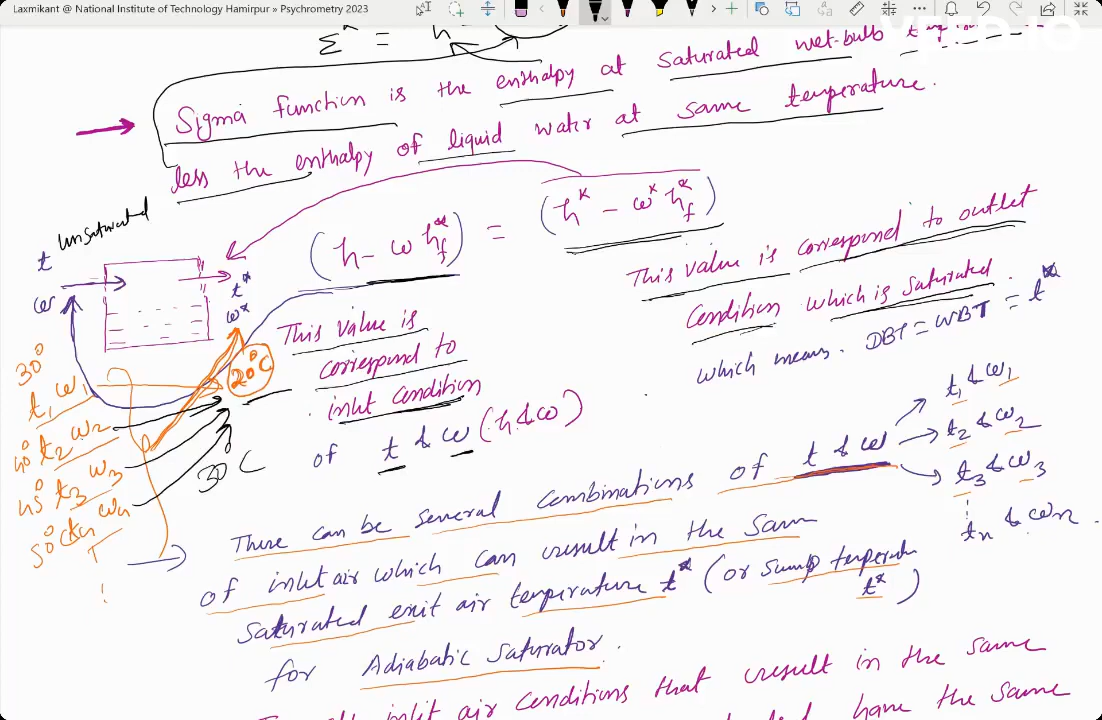 Laxmikant @ National Institute of Technology Hamirpur » Psychrometry 2023
Σ* = h
Sigma function is the enthalpy at saturated wet-bulb
less the enthalpy of liquid water at same temperature.
unsaturated
t
ω
t*
ω*
(h - ω h_f*) = (h* - ω* h_f*)
This value is
correspond to
inlet condition
of t & ω (h & ω)
This value is correspond to outlet
condition which is saturated.
which means. DBT = WBT = t*
20°C
30°C
30°
t1 ω1
40° t2 ω2
45° t3 ω3
50° tn ωn
There can be several combinations of t & ω
t1 & ω1
t2 & ω2
t3 & ω3
tn & ωn.
of inlet air which can result in the same
saturated exit air temperature t* (or sump temperature
t*)
for Adiabatic saturator.
inlet air conditions that result in the same
have the same